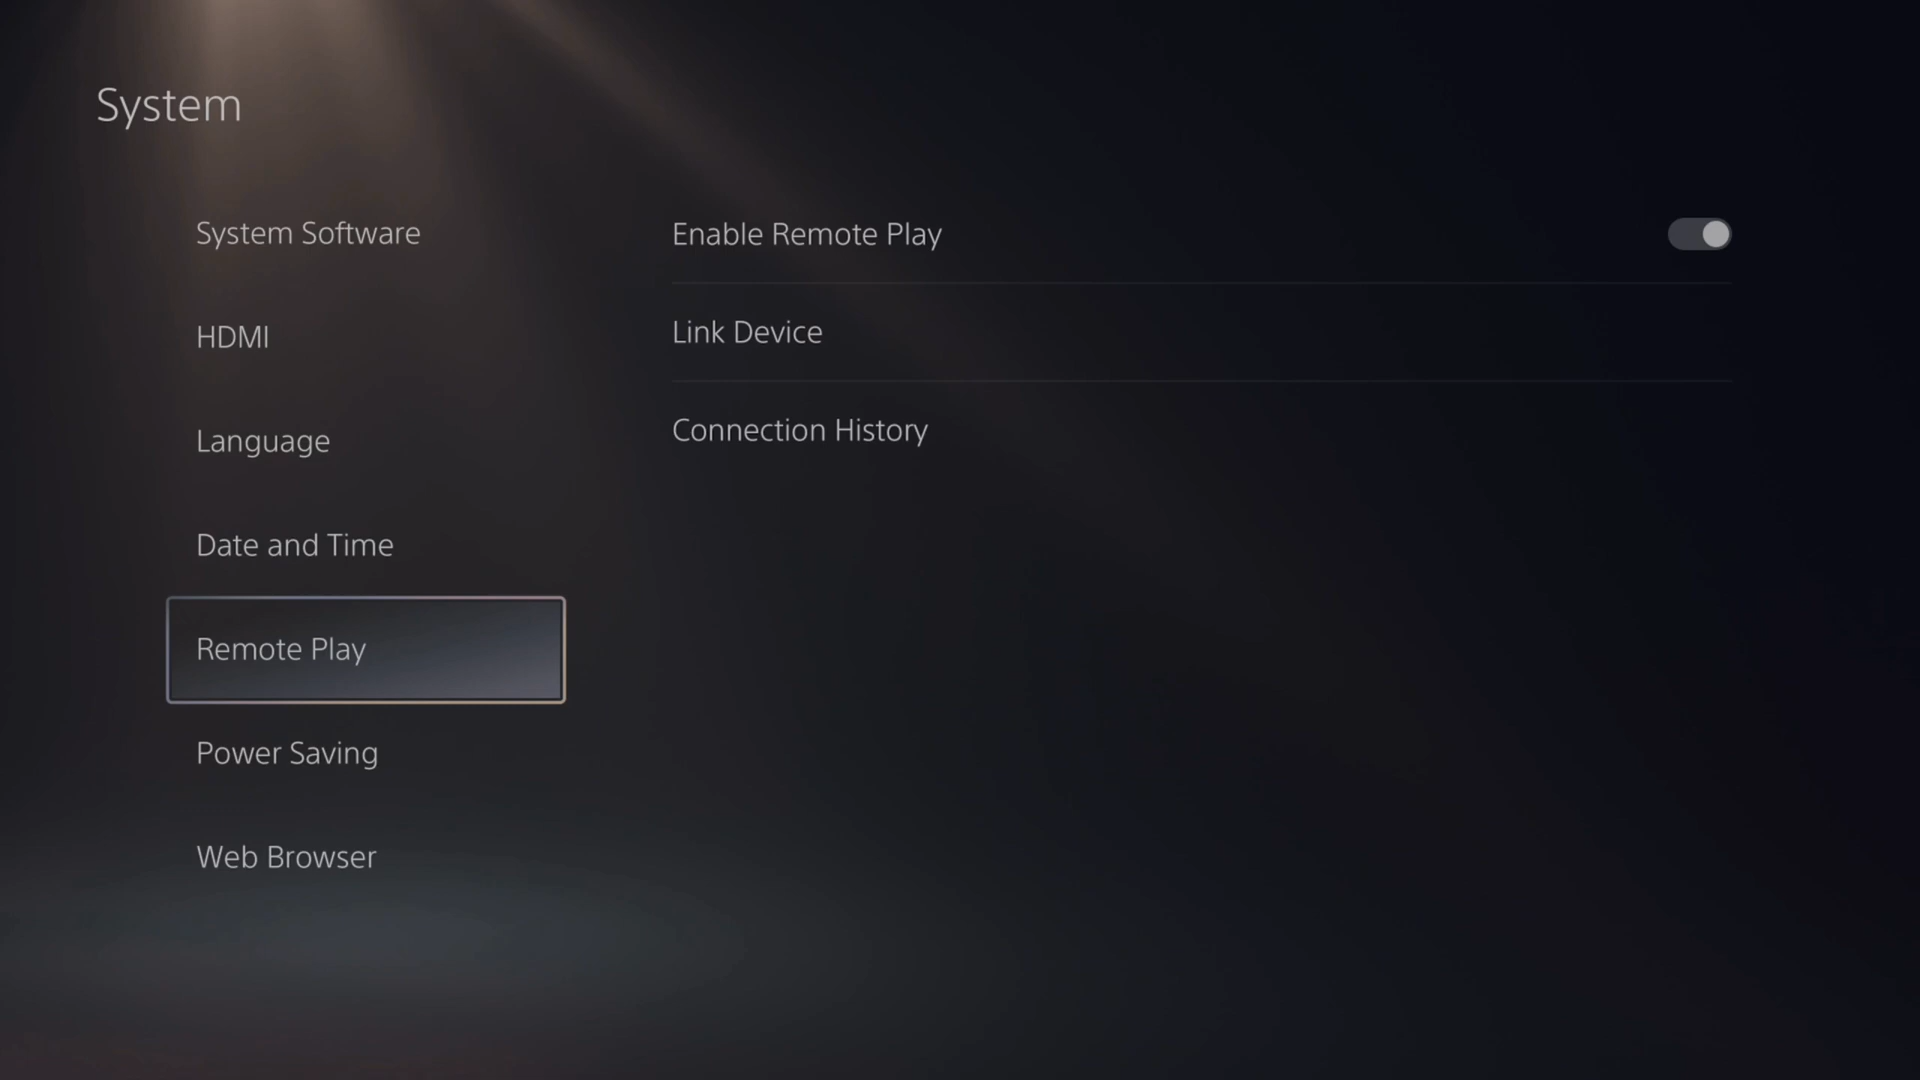 System
System Software
HDMI
Language
Date and Time
Remote Play
Power Saving
Web Browser
Enable Remote Play
Link Device
Connection History